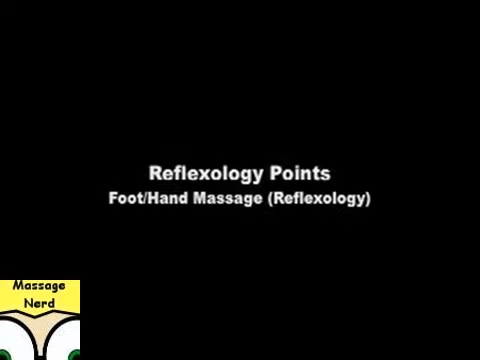 Reflexology Points
Foot/Hand Massage (Reflexology)
Massage
Nerd